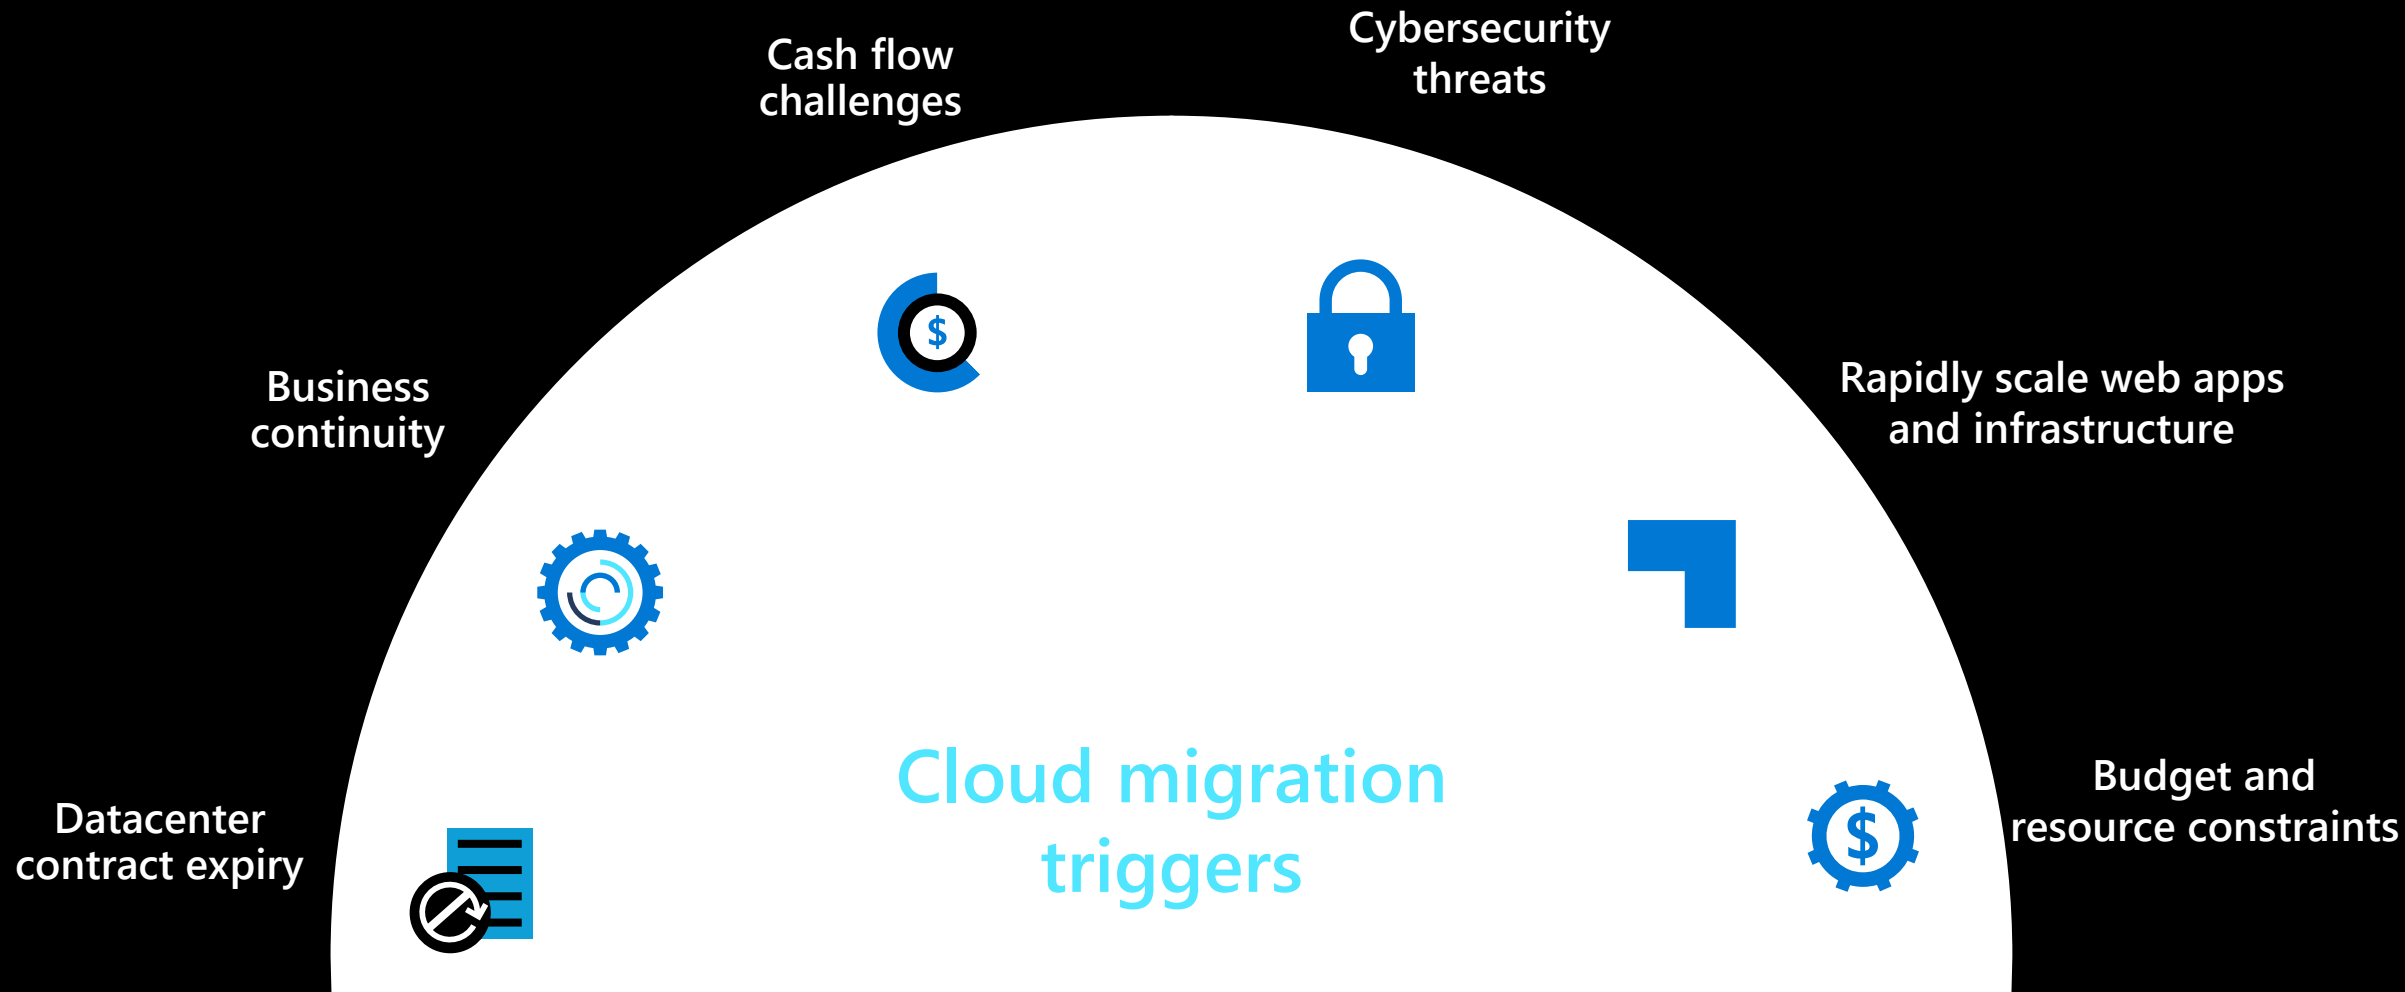 Cybersecurity
threats
Cash flow
challenges
$
Business
continuity
Rapidly scale web apps
and infrastructure
Cloud migration
triggers
Datacenter
contract expiry
Budget and
resource constraints
$